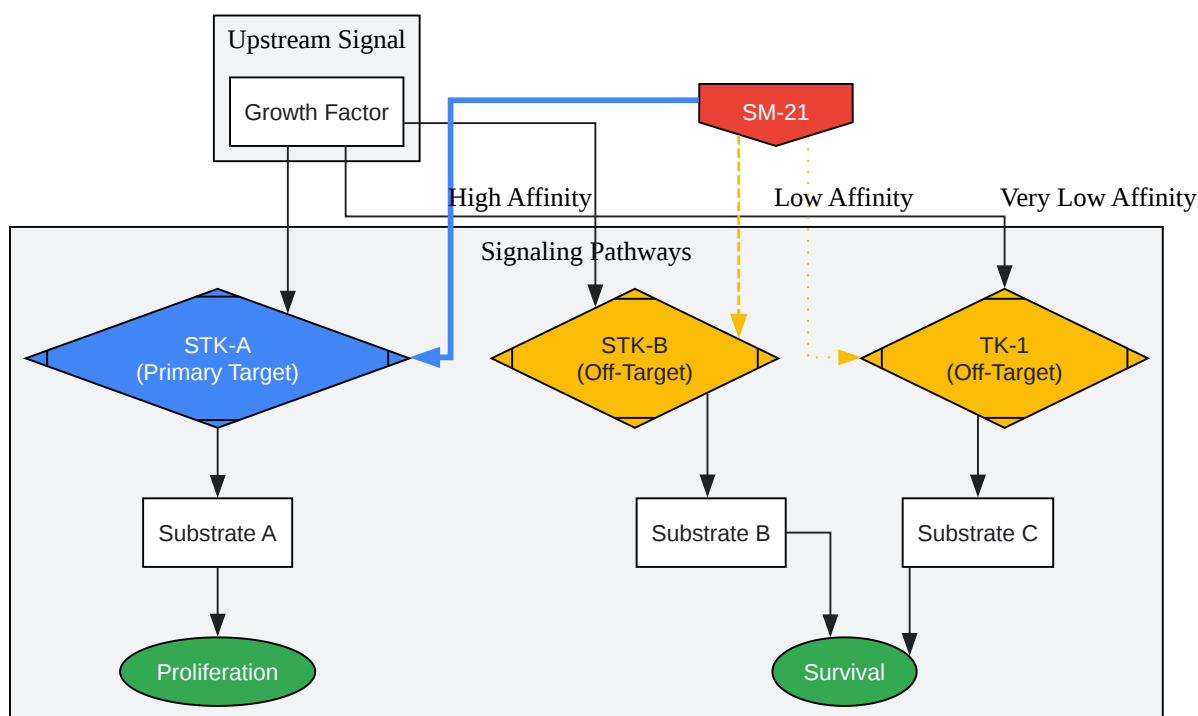 Upstream Signal
Growth Factor
SM-21
High Affinity
Low Affinity
Very Low Affinity
Signaling Pathways
STK-A
(Primary Target)
STK-B
(Off-Target)
TK-1
(Off-Target)
Substrate A
Substrate B
Substrate C
Proliferation
Survival